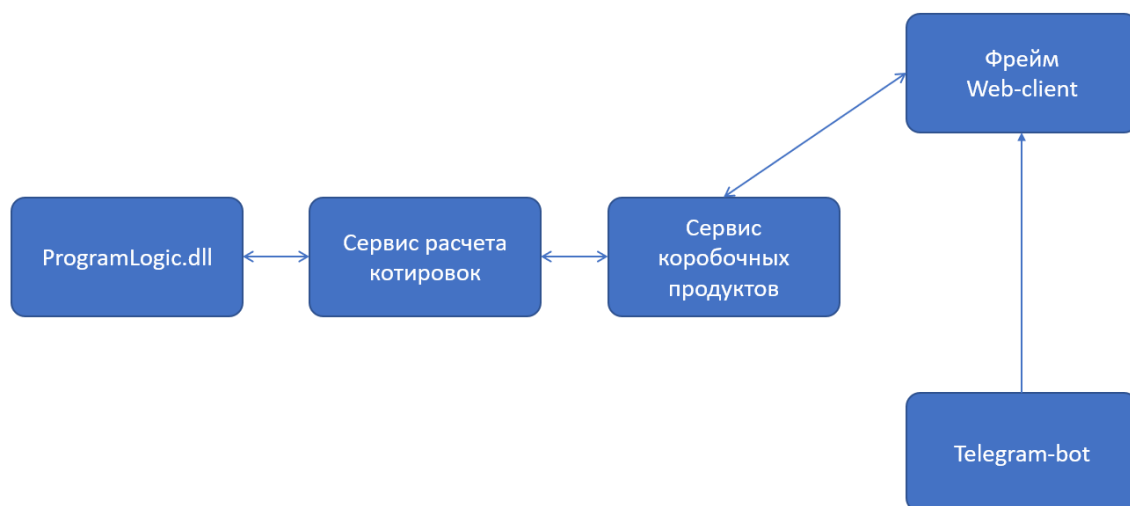 Фрейм
Web-client
ProgramLogic.dll
Сервис расчета
котировок
Сервис
коробочных
продуктов
Telegram-bot